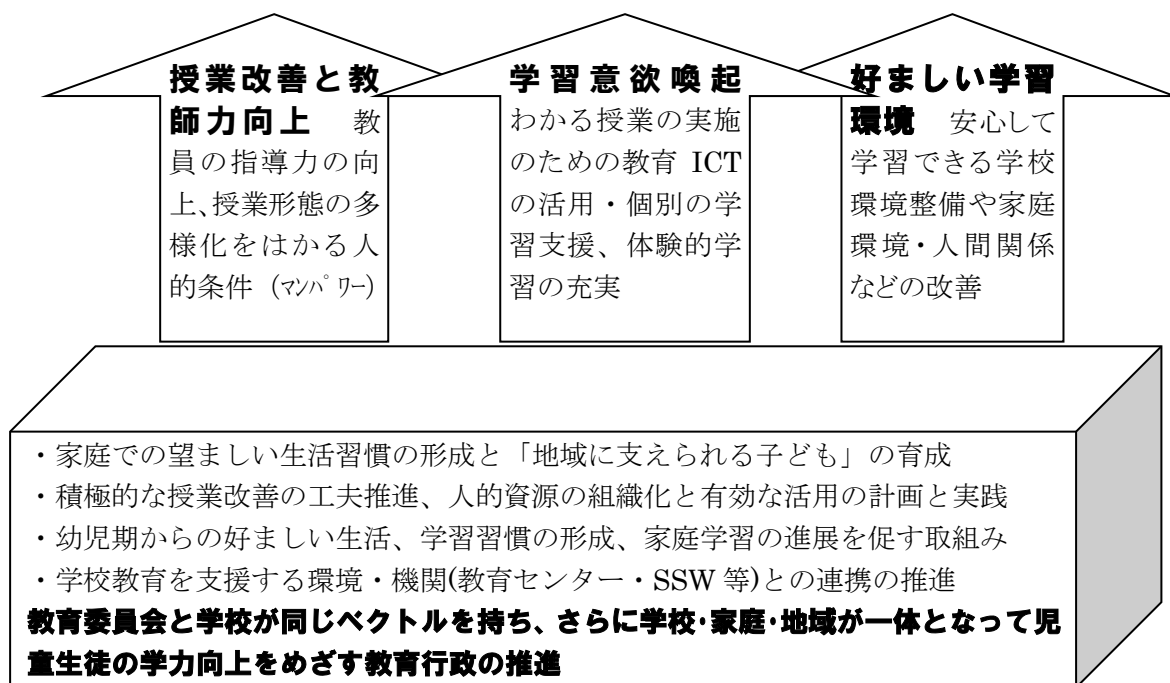 授業改善と教
師力向上　教
員の指導力の向
上、授業形態の多
様化をはかる人
的条件（ﾏﾝﾊﾟﾜｰ）
学習意欲喚起
わかる授業の実施
のための教育 ICT
の活用・個別の学
習支援、体験的学
習の充実
好ましい学習
環境　安心して
学習できる学校
環境整備や家庭
環境・人間関係
などの改善
・家庭での望ましい生活習慣の形成と「地域に支えられる子ども」の育成
・積極的な授業改善の工夫推進、人的資源の組織化と有効な活用の計画と実践
・幼児期からの好ましい生活、学習習慣の形成、家庭学習の進展を促す取組み
・学校教育を支援する環境・機関(教育センター・SSW 等)との連携の推進
教育委員会と学校が同じベクトルを持ち、さらに学校･家庭･地域が一体となって児
童生徒の学力向上をめざす教育行政の推進